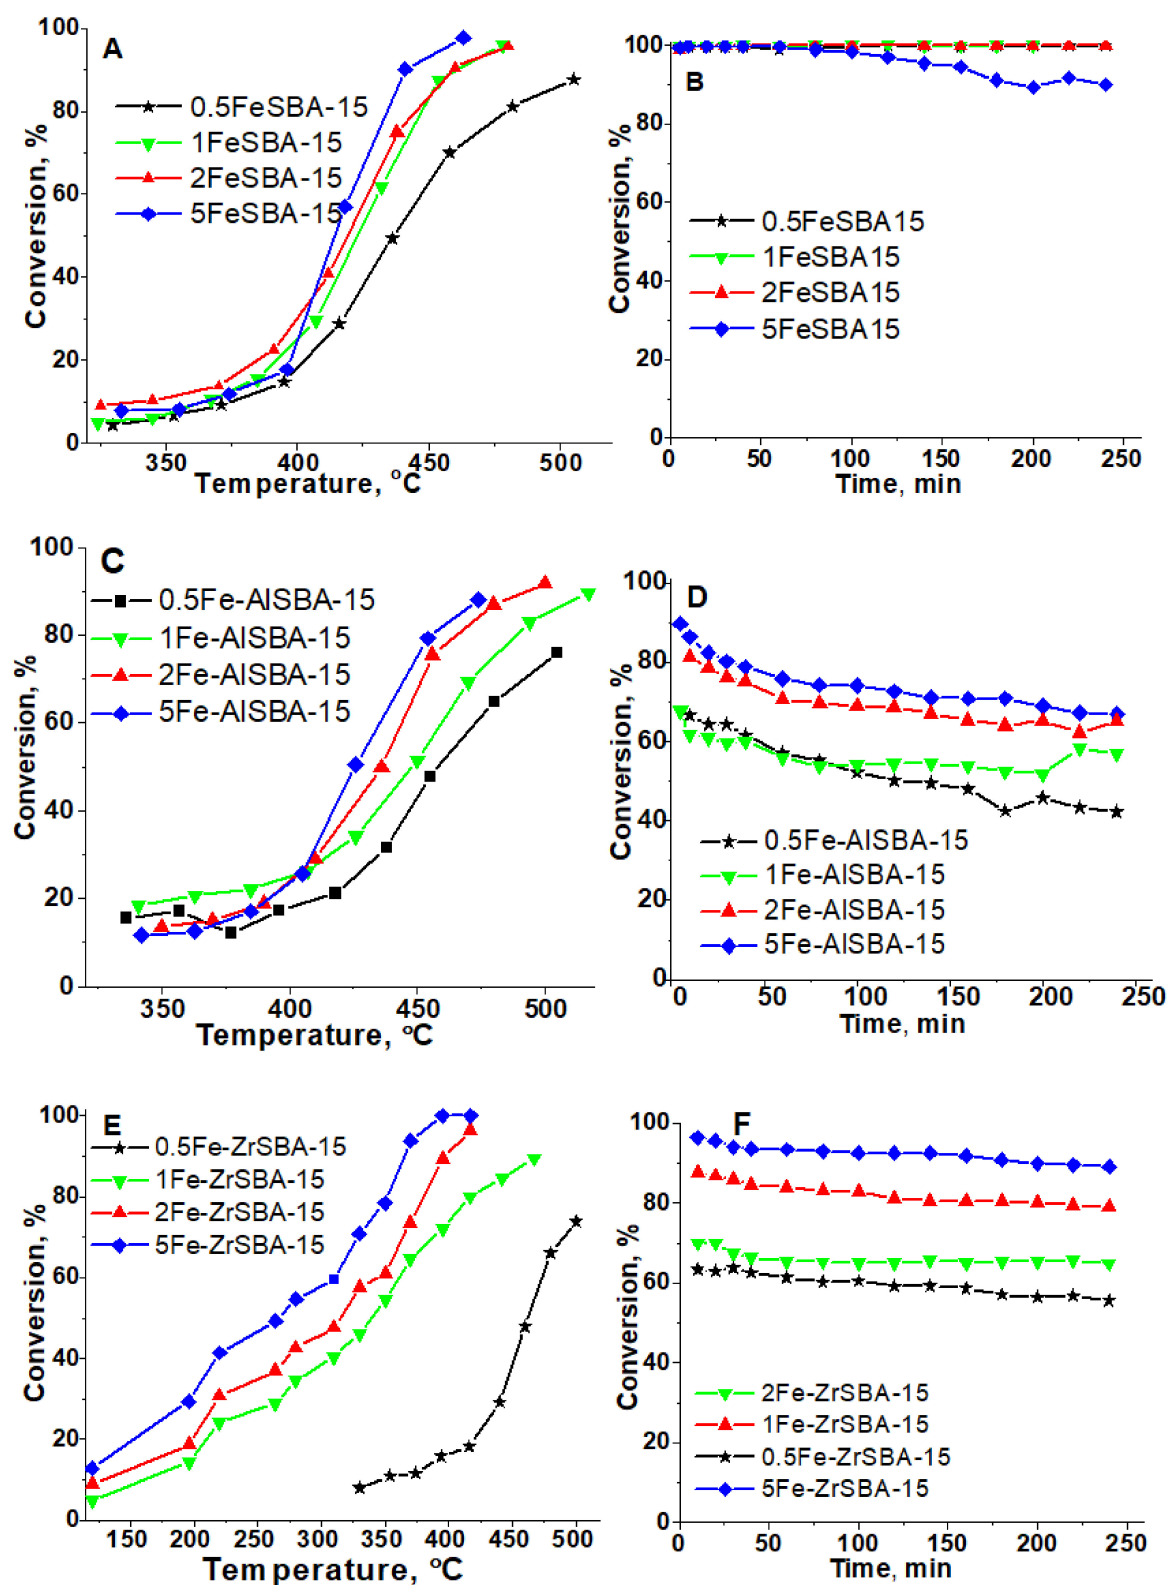 A
Conversion, %
100
80
60
40
20
0
0.5FeSBA-15
1FeSBA-15
2FeSBA-15
5FeSBA-15
350 400 450 500
Temperature, °C
B
Conversion, %
100
80
60
40
20
0
0.5FeSBA15
1FeSBA15
2FeSBA15
5FeSBA15
0 50 100 150 200 250
Time, min
C
Conversion, %
100
80
60
40
20
0
0.5Fe-AlSBA-15
1Fe-AlSBA-15
2Fe-AlSBA-15
5Fe-AlSBA-15
350 400 450 500
Temperature, °C
D
Conversion, %
100
80
60
40
20
0
0.5Fe-AlSBA-15
1Fe-AlSBA-15
2Fe-AlSBA-15
5Fe-AlSBA-15
0 50 100 150 200 250
Time, min
E
Conversion, %
100
80
60
40
20
0
0.5Fe-ZrSBA-15
1Fe-ZrSBA-15
2Fe-ZrSBA-15
5Fe-ZrSBA-15
150 200 250 300 350 400 450 500
Temperature, °C
F
Conversion, %
100
80
60
40
20
0
2Fe-ZrSBA-15
1Fe-ZrSBA-15
0.5Fe-ZrSBA-15
5Fe-ZrSBA-15
0 50 100 150 200 250
Time, min